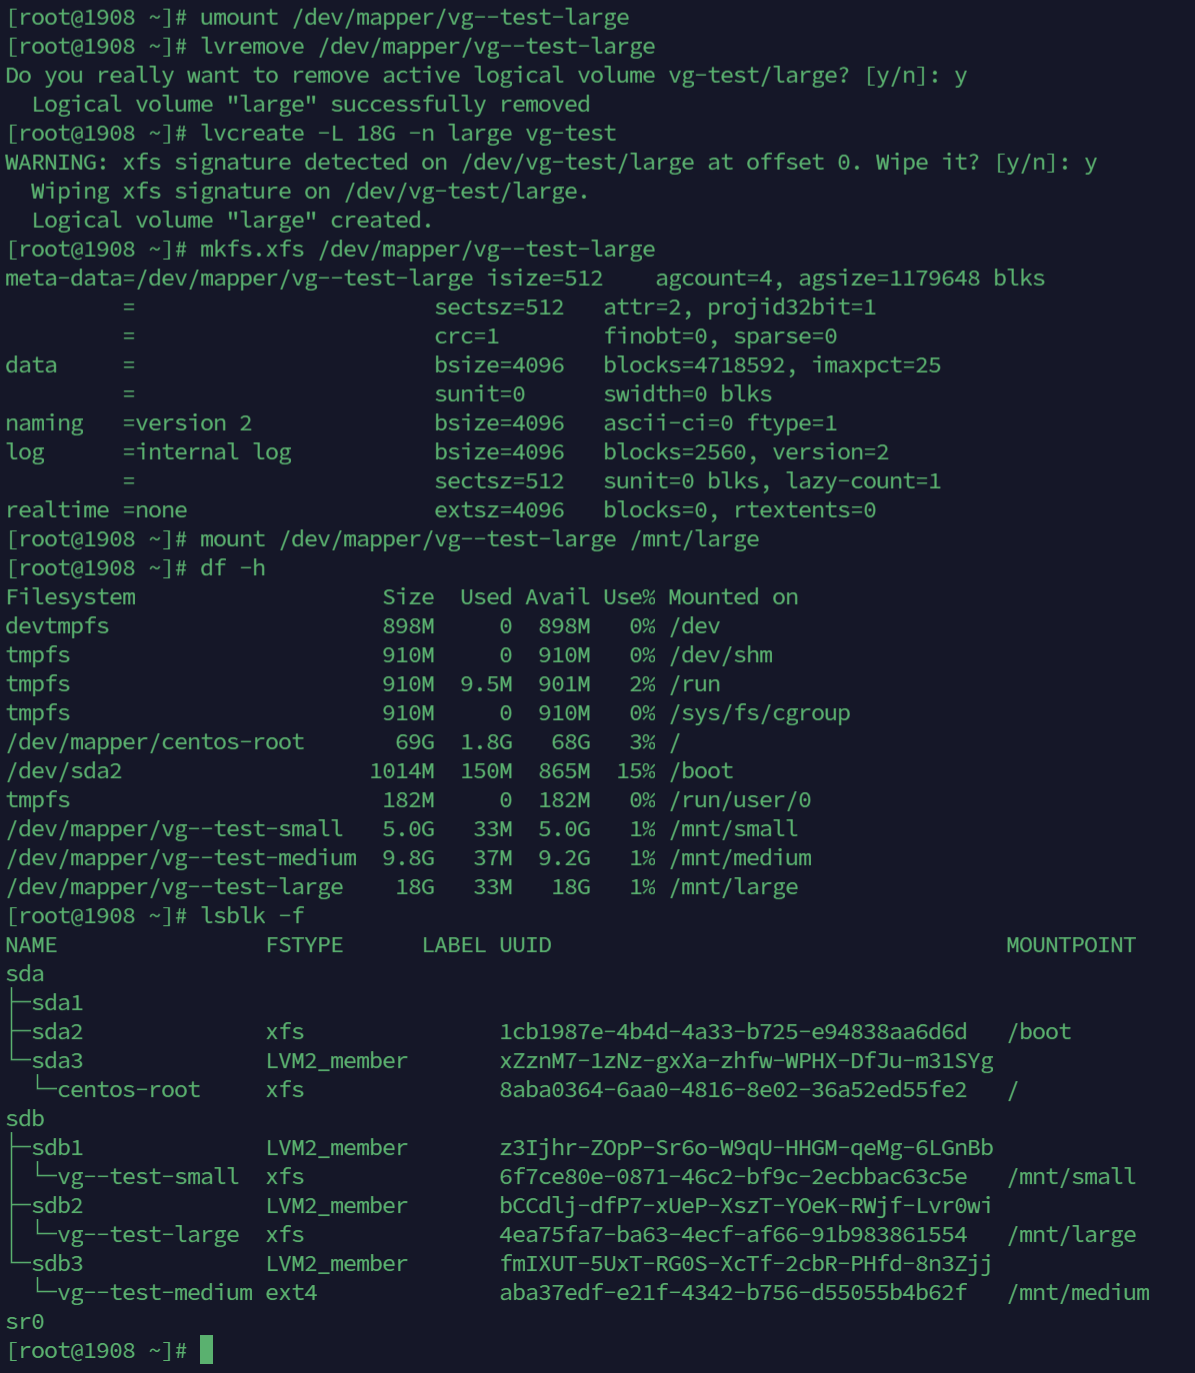 [root@1908 ~]# umount /dev/mapper/vg--test-large
[root@1908 ~]# lvremove /dev/mapper/vg--test-large
Do you really want to remove active logical volume vg-test/large? [y/n]: y
  Logical volume "large" successfully removed
[root@1908 ~]# lvcreate -L 18G -n large vg-test
WARNING: xfs signature detected on /dev/vg-test/large at offset 0. Wipe it? [y/n]: y
  Wiping xfs signature on /dev/vg-test/large.
  Logical volume "large" created.
[root@1908 ~]# mkfs.xfs /dev/mapper/vg--test-large
meta-data=/dev/mapper/vg--test-large isize=512    agcount=4, agsize=1179648 blks
         =                       sectsz=512   attr=2, projid32bit=1
         =                       crc=1        finobt=0, sparse=0
data     =                       bsize=4096   blocks=4718592, imaxpct=25
         =                       sunit=0      swidth=0 blks
naming   =version 2              bsize=4096   ascii-ci=0 ftype=1
log      =internal log           bsize=4096   blocks=2560, version=2
         =                       sectsz=512   sunit=0 blks, lazy-count=1
realtime =none                   extsz=4096   blocks=0, rtextents=0
[root@1908 ~]# mount /dev/mapper/vg--test-large /mnt/large
[root@1908 ~]# df -h
Filesystem                   Size  Used Avail Use% Mounted on
devtmpfs                     898M     0  898M   0% /dev
tmpfs                        910M     0  910M   0% /dev/shm
tmpfs                        910M  9.5M  901M   2% /run
tmpfs                        910M     0  910M   0% /sys/fs/cgroup
/dev/mapper/centos-root       69G  1.8G   68G   3% /
/dev/sda2                   1014M  150M  865M  15% /boot
tmpfs                        182M     0  182M   0% /run/user/0
/dev/mapper/vg--test-small   5.0G   33M  5.0G   1% /mnt/small
/dev/mapper/vg--test-medium  9.8G   37M  9.2G   1% /mnt/medium
/dev/mapper/vg--test-large    18G   33M   18G   1% /mnt/large
[root@1908 ~]# lsblk -f
NAME                FSTYPE      LABEL UUID                                   MOUNTPOINT
sda
├─sda1
├─sda2              xfs               1cb1987e-4b4d-4a33-b725-e94838aa6d6d   /boot
└─sda3              LVM2_member       xZznM7-1zNz-gxXa-zhfw-WPHX-DfJu-m31SYg
  └─centos-root     xfs               8aba0364-6aa0-4816-8e02-36a52ed55fe2   /
sdb
├─sdb1              LVM2_member       z3Ijhr-ZOpP-Sr6o-W9qU-HHGM-qeMg-6LGnBb
│ └─vg--test-small  xfs               6f7ce80e-0871-46c2-bf9c-2ecbbac63c5e   /mnt/small
├─sdb2              LVM2_member       bCCdlj-dfP7-xUeP-XszT-YOeK-RWjf-Lvr0wi
│ └─vg--test-large  xfs               4ea75fa7-ba63-4ecf-af66-91b983861554   /mnt/large
└─sdb3              LVM2_member       fmIXUT-5UxT-RG0S-XcTf-2cbR-PHfd-8n3Zjj
  └─vg--test-medium ext4              aba37edf-e21f-4342-b756-d55055b4b62f   /mnt/medium
sr0
[root@1908 ~]#